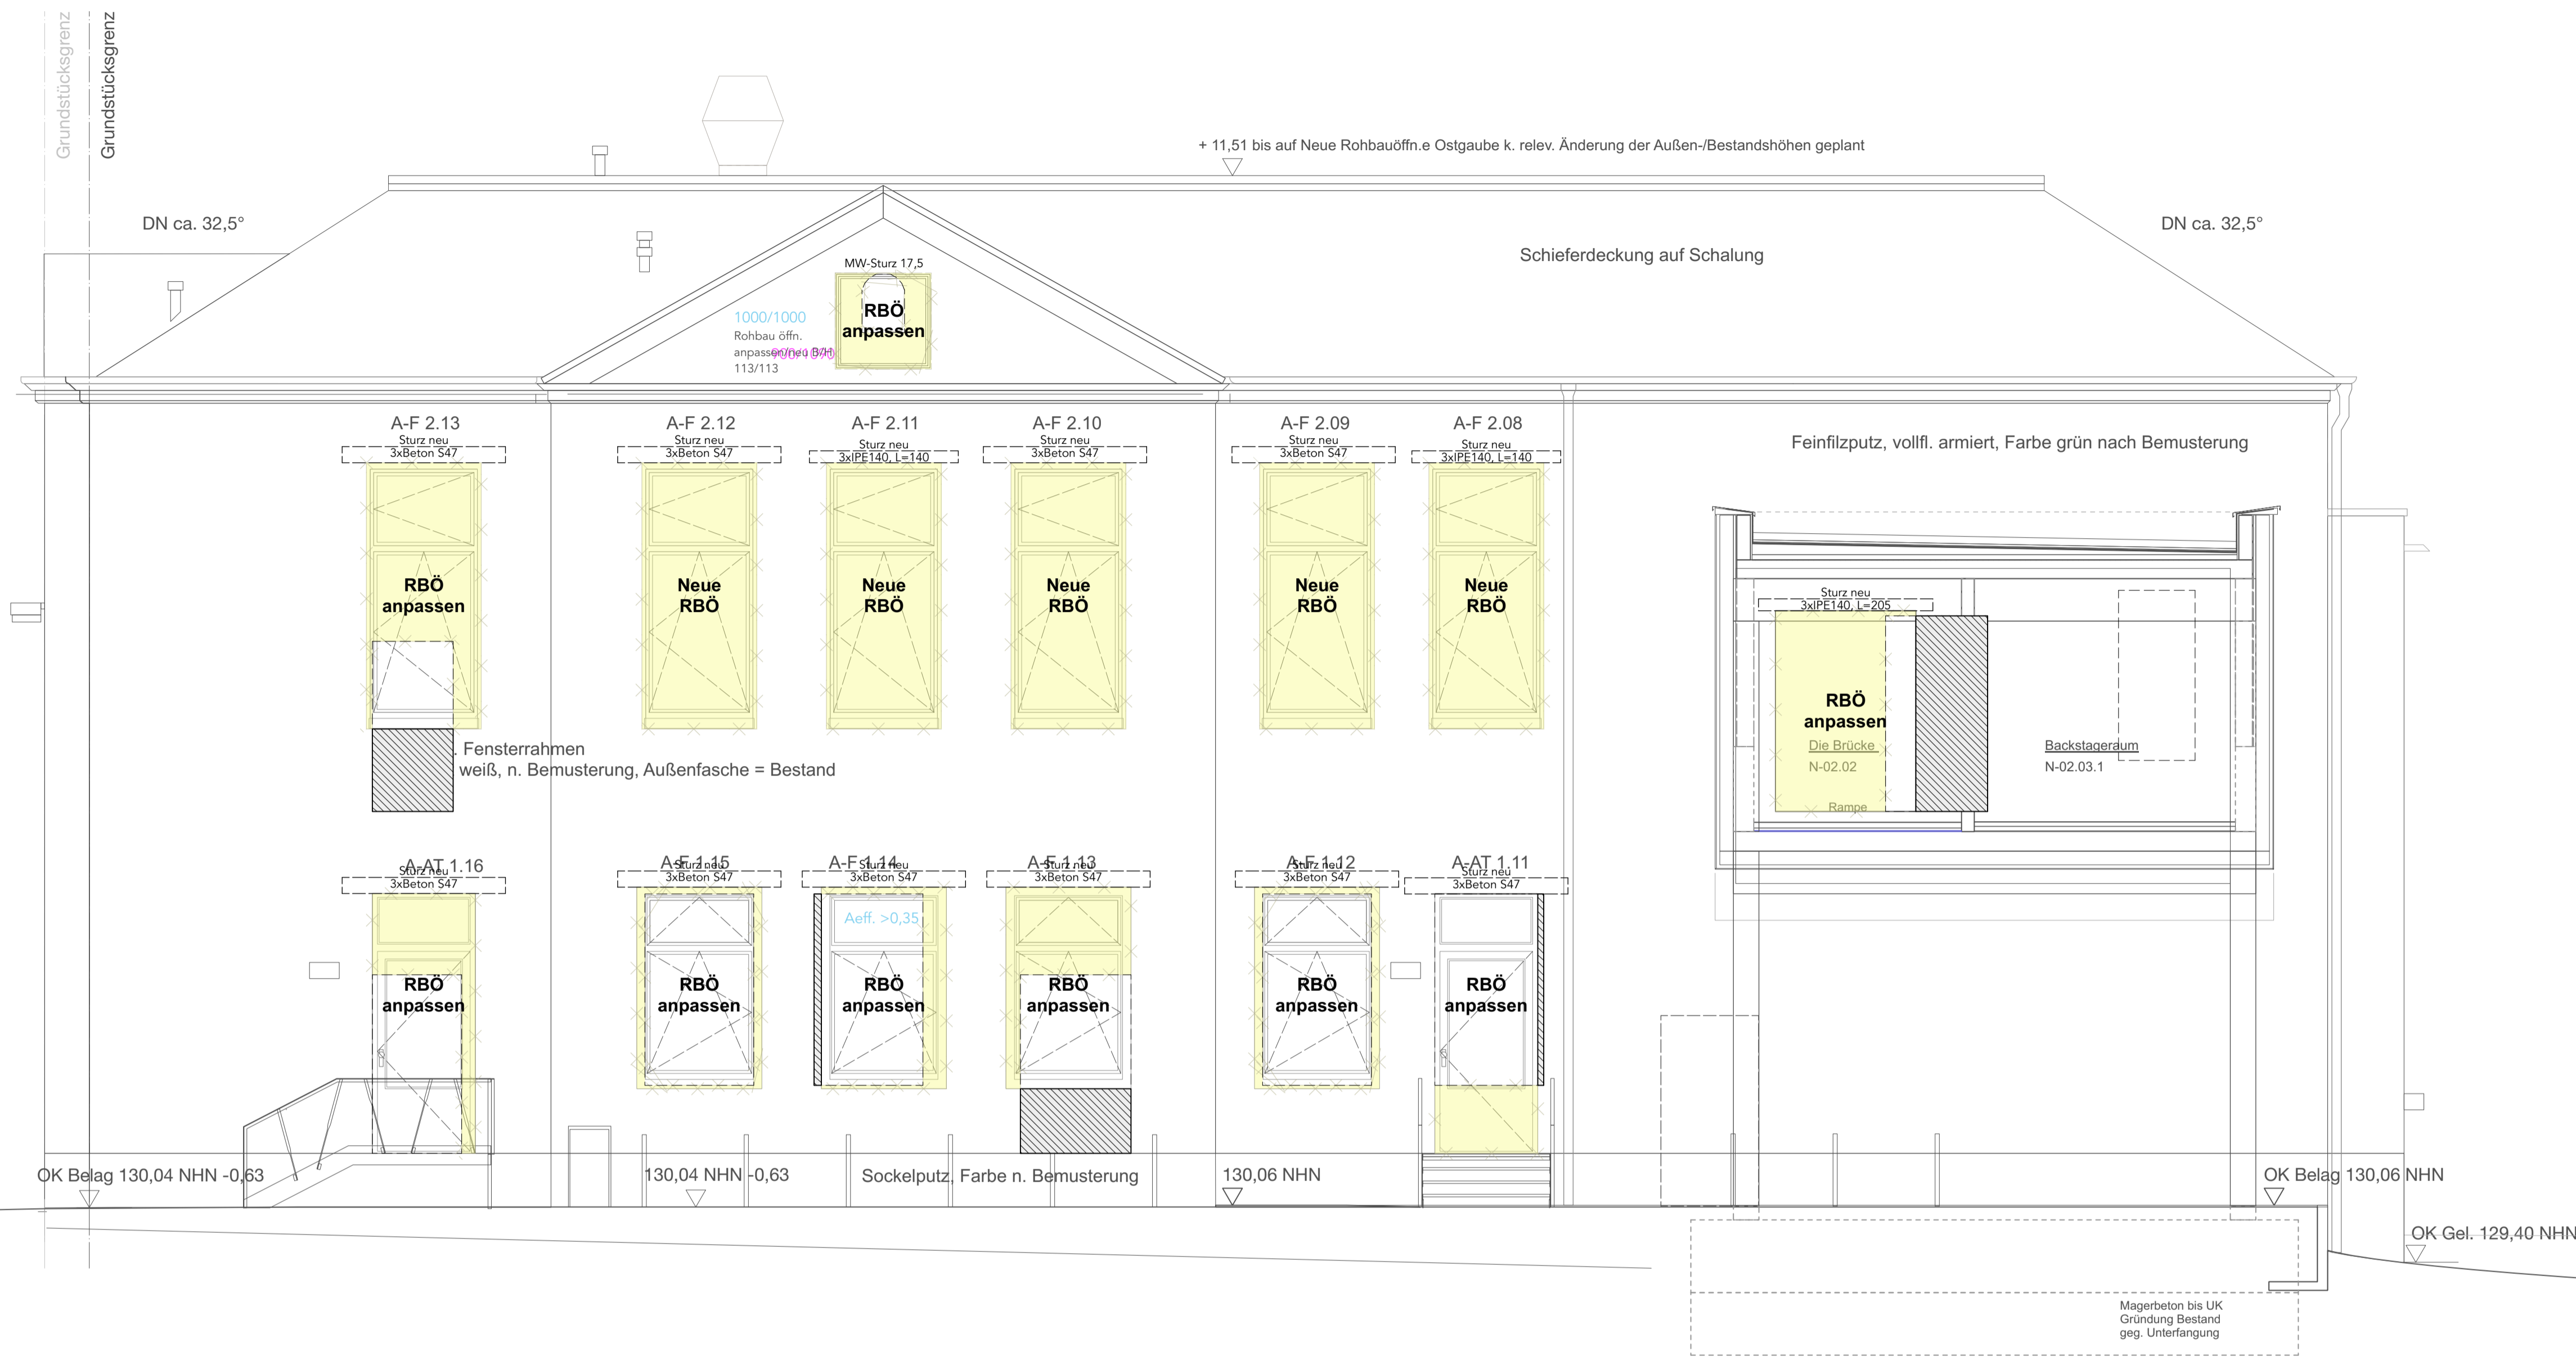 Grundstücksgrenz
Grundstücksgrenz
+ 11,51 bis auf Neue Rohbauöffn.e Ostgaube k. relev. Änderung der Außen-/Bestandshöhen geplant
DN ca. 32,5°
DN ca. 32,5°
Schieferdeckung auf Schalung
MW-Sturz 17,5
RBÖ
anpassen
1000/1000
Rohbau öffn.
anpassen/neu B/H
113/113
A-F 2.13
A-F 2.12
A-F 2.11
A-F 2.10
A-F 2.09
A-F 2.08
Sturz neu
3xBeton S47
Sturz neu
3xBeton S47
Sturz neu
3xIPE140, L=140
Sturz neu
3xBeton S47
Sturz neu
3xBeton S47
Sturz neu
3xIPE140, L=140
Feinfilzputz, vollfl. armiert, Farbe grün nach Bemusterung
RBÖ
anpassen
Neue
RBÖ
Neue
RBÖ
Neue
RBÖ
Neue
RBÖ
Neue
RBÖ
Sturz neu
3xIPE140, L=205
RBÖ
anpassen
Die Brücke
N-02.02
Rampe
Backstageraum
N-02.03.1
. Fensterrahmen
weiß, n. Bemusterung, Außenfasche = Bestand
A-AT 1.16
A-F 1.15
A-F 1.14
A-F 1.13
A-F 1.12
A-AT 1.11
Sturz neu
3xBeton S47
Sturz neu
3xBeton S47
Sturz neu
3xBeton S47
Sturz neu
3xBeton S47
Sturz neu
3xBeton S47
Sturz neu
3xBeton S47
Aeff. >0,35
RBÖ
anpassen
RBÖ
anpassen
RBÖ
anpassen
RBÖ
anpassen
RBÖ
anpassen
RBÖ
anpassen
OK Belag 130,04 NHN -0,63
130,04 NHN -0,63
Sockelputz, Farbe n. Bemusterung
130,06 NHN
OK Belag 130,06 NHN
OK Gel. 129,40 NHN
Magerbeton bis UK
Gründung Bestand
geg. Unterfangung